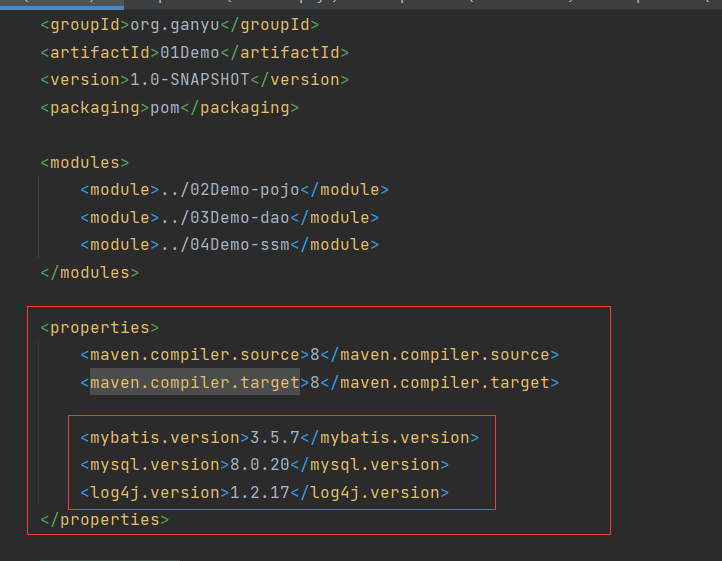 <groupId>org.ganyu</groupId>
<artifactId>01Demo</artifactId>
<version>1.0-SNAPSHOT</version>
<packaging>pom</packaging>
<modules>
<module>../02Demo-pojo</module>
<module>../03Demo-dao</module>
<module>../04Demo-ssm</module>
</modules>
<properties>
<maven.compiler.source>8</maven.compiler.source>
<maven.compiler.target>8</maven.compiler.target>
<mybatis.version>3.5.7</mybatis.version>
<mysql.version>8.0.20</mysql.version>
<log4j.version>1.2.17</log4j.version>
</properties>